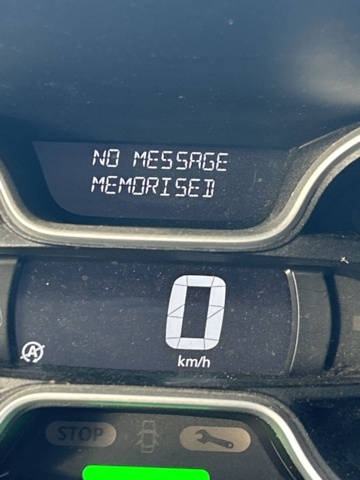 NO MESSAGE
MEMORISED
0
km/h
A
STOP